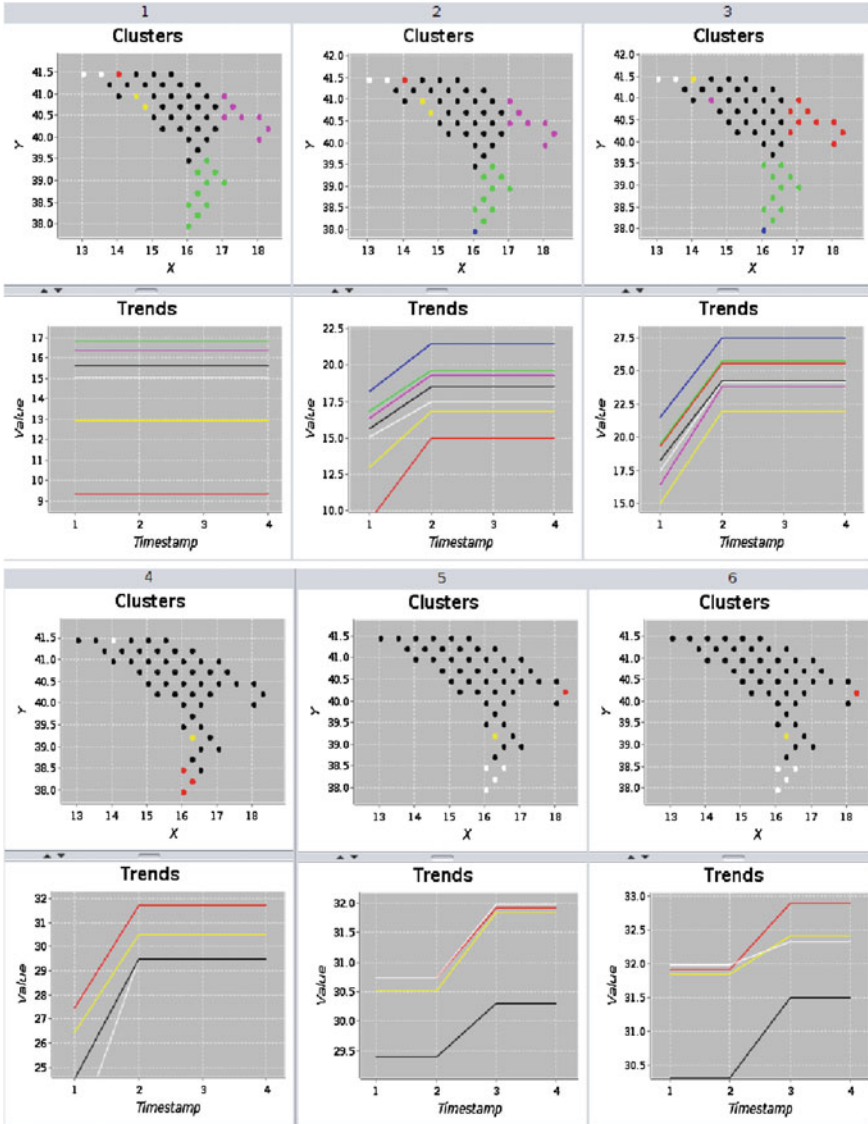 1 2 3
Clusters Clusters Clusters
41.5
41.0
40.5
40.0
39.5
39.0
38.5
38.0
Y
13 14 15 16 17 18
X
42.0
41.5
41.0
40.5
40.0
39.5
39.0
38.5
38.0
Y
13 14 15 16 17 18
X
42.0
41.5
41.0
40.5
40.0
39.5
39.0
38.5
38.0
Y
13 14 15 16 17 18
X
Trends Trends Trends
17
16
15
14
13
12
11
10
9
Value
1 2 3 4
Timestamp
22.5
20.0
17.5
15.0
12.5
10.0
Value
1 2 3 4
Timestamp
27.5
25.0
22.5
20.0
17.5
15.0
Value
1 2 3 4
Timestamp
4 5 6
Clusters Clusters Clusters
41.5
41.0
40.5
40.0
39.5
39.0
38.5
38.0
Y
13 14 15 16 17 18
X
41.5
41.0
40.5
40.0
39.5
39.0
38.5
38.0
Y
13 14 15 16 17 18
X
41.5
41.0
40.5
40.0
39.5
39.0
38.5
38.0
Y
13 14 15 16 17 18
X
Trends Trends Trends
32
31
30
29
28
27
26
25
Value
1 2 3 4
Timestamp
32.0
31.5
31.0
30.5
30.0
29.5
Value
1 2 3 4
Timestamp
33.0
32.5
32.0
31.5
31.0
30.5
Value
1 2 3 4
Timestamp